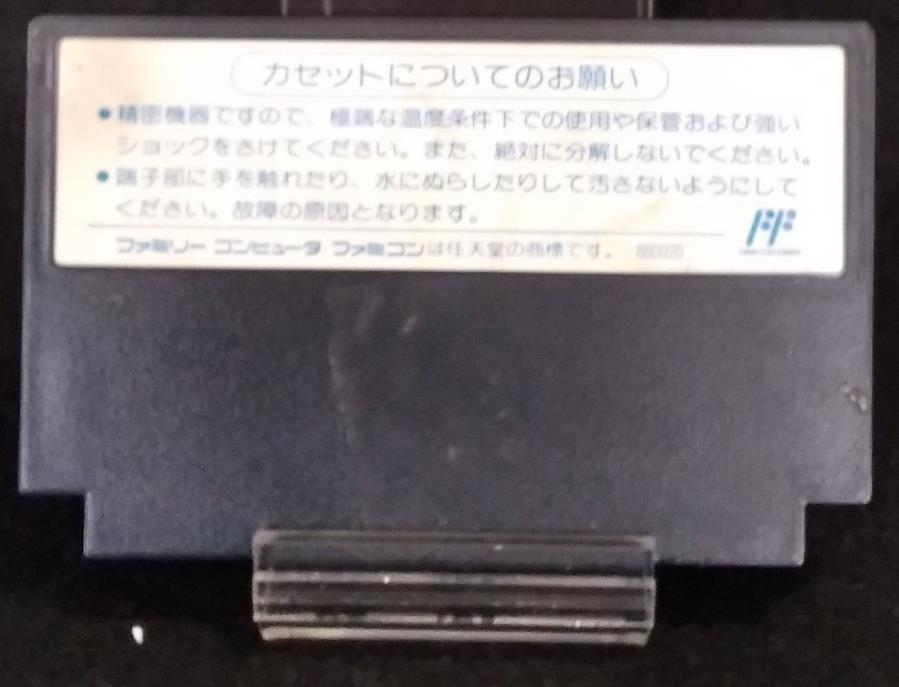 カセットについてのお願い
●精密機器ですので、極端な温度条件下での使用や保管および強い
ショックをさけてください。また、絶対に分解しないでください。
●端子部に手を触れたり、水にぬらしたりして汚さないようにして
ください。故障の原因となります。
ファミリー コンピュータ ファミコンは任天堂の商標です。